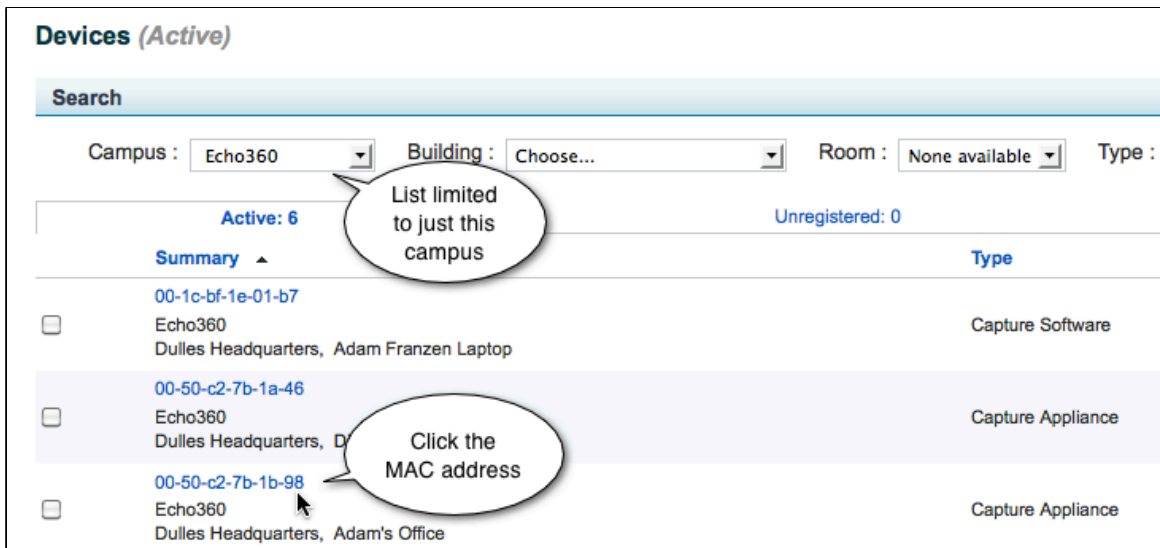 Devices (Active)
Search
Campus : Echo360 Building : Choose... Room : None available Type :
List limited
to just this
campus
Active: 6 Unregistered: 0
Summary Type
00-1c-bf-1e-01-b7
Echo360 Capture Software
Dulles Headquarters, Adam Franzen Laptop
00-50-c2-7b-1a-46
Echo360 Capture Appliance
Dulles Headquarters, D
Click the
MAC address
00-50-c2-7b-1b-98
Echo360 Capture Appliance
Dulles Headquarters, Adam's Office